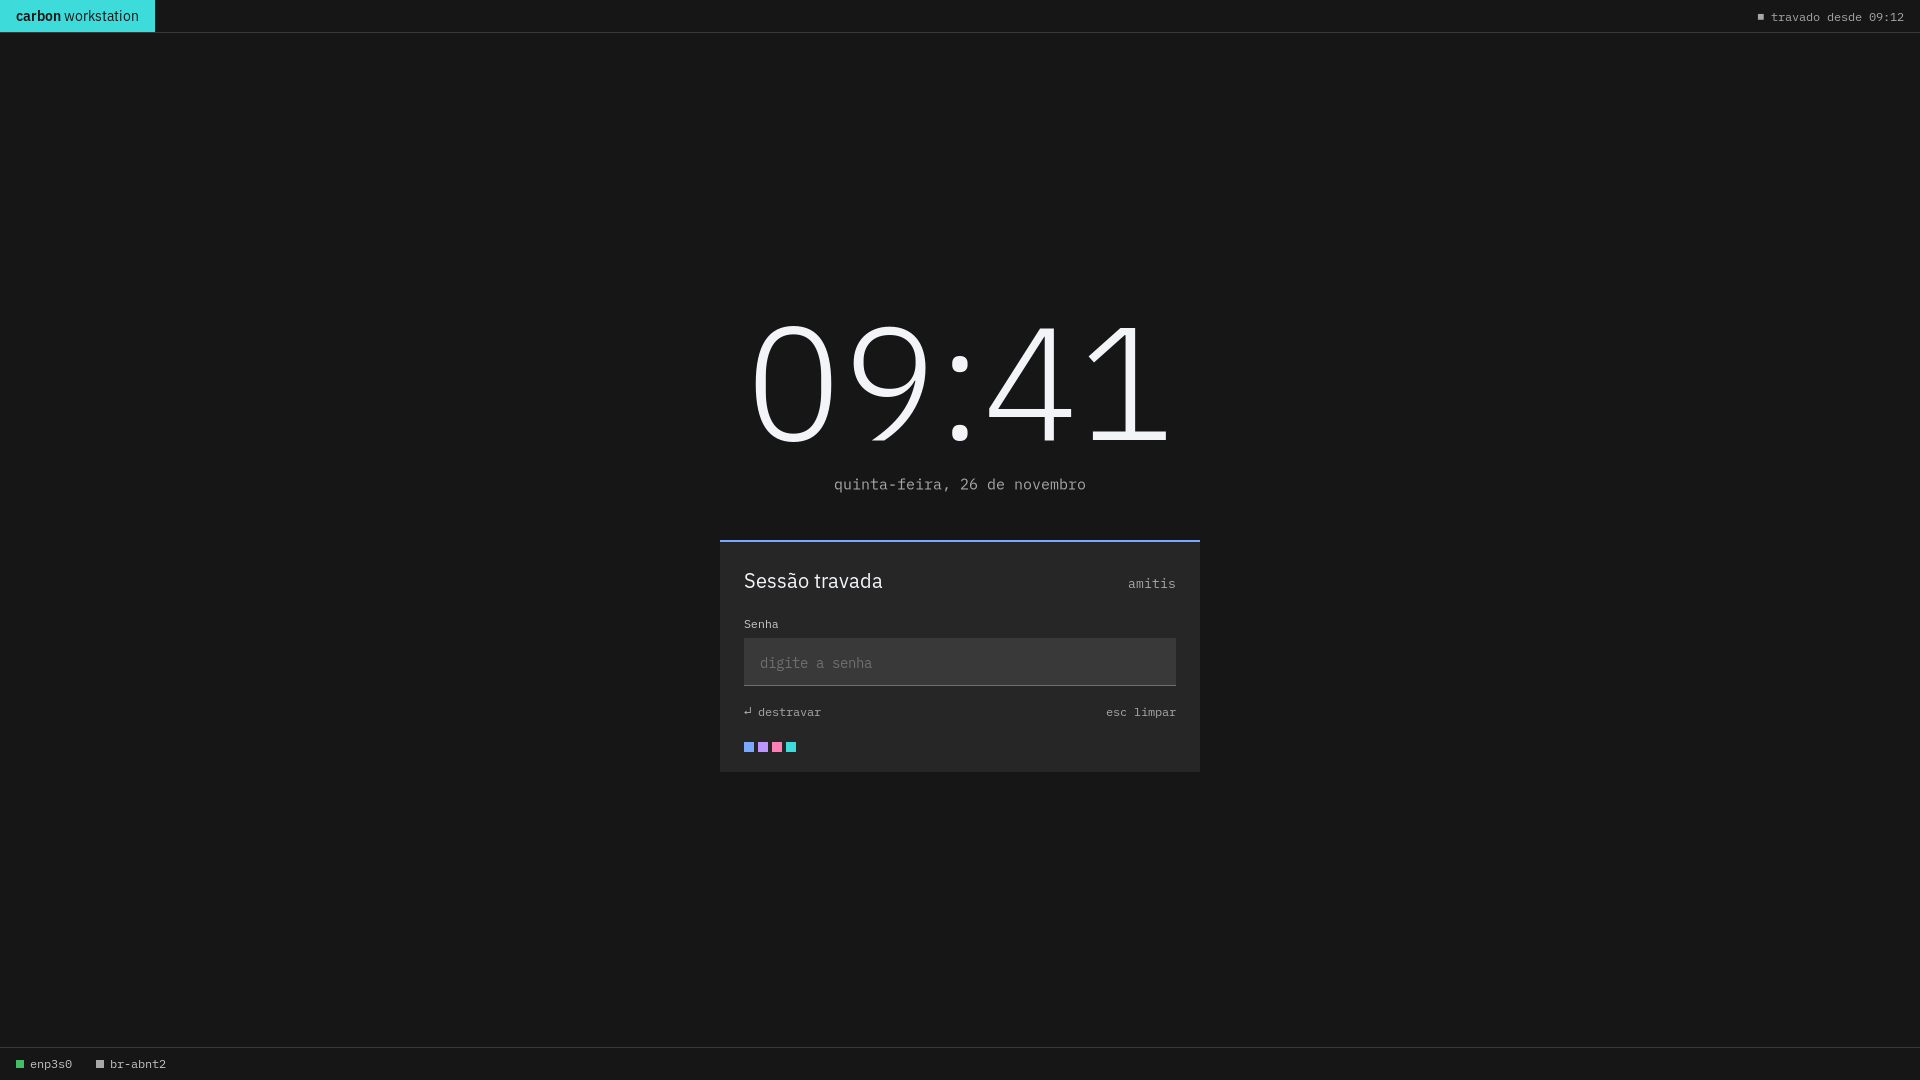 carbon workstation
■ travado desde 09:12
09:41
quinta-feira, 26 de novembro
Sessão travada
amitis
Senha
digite a senha
↵ destravar
esc limpar
enp3s0
br-abnt2